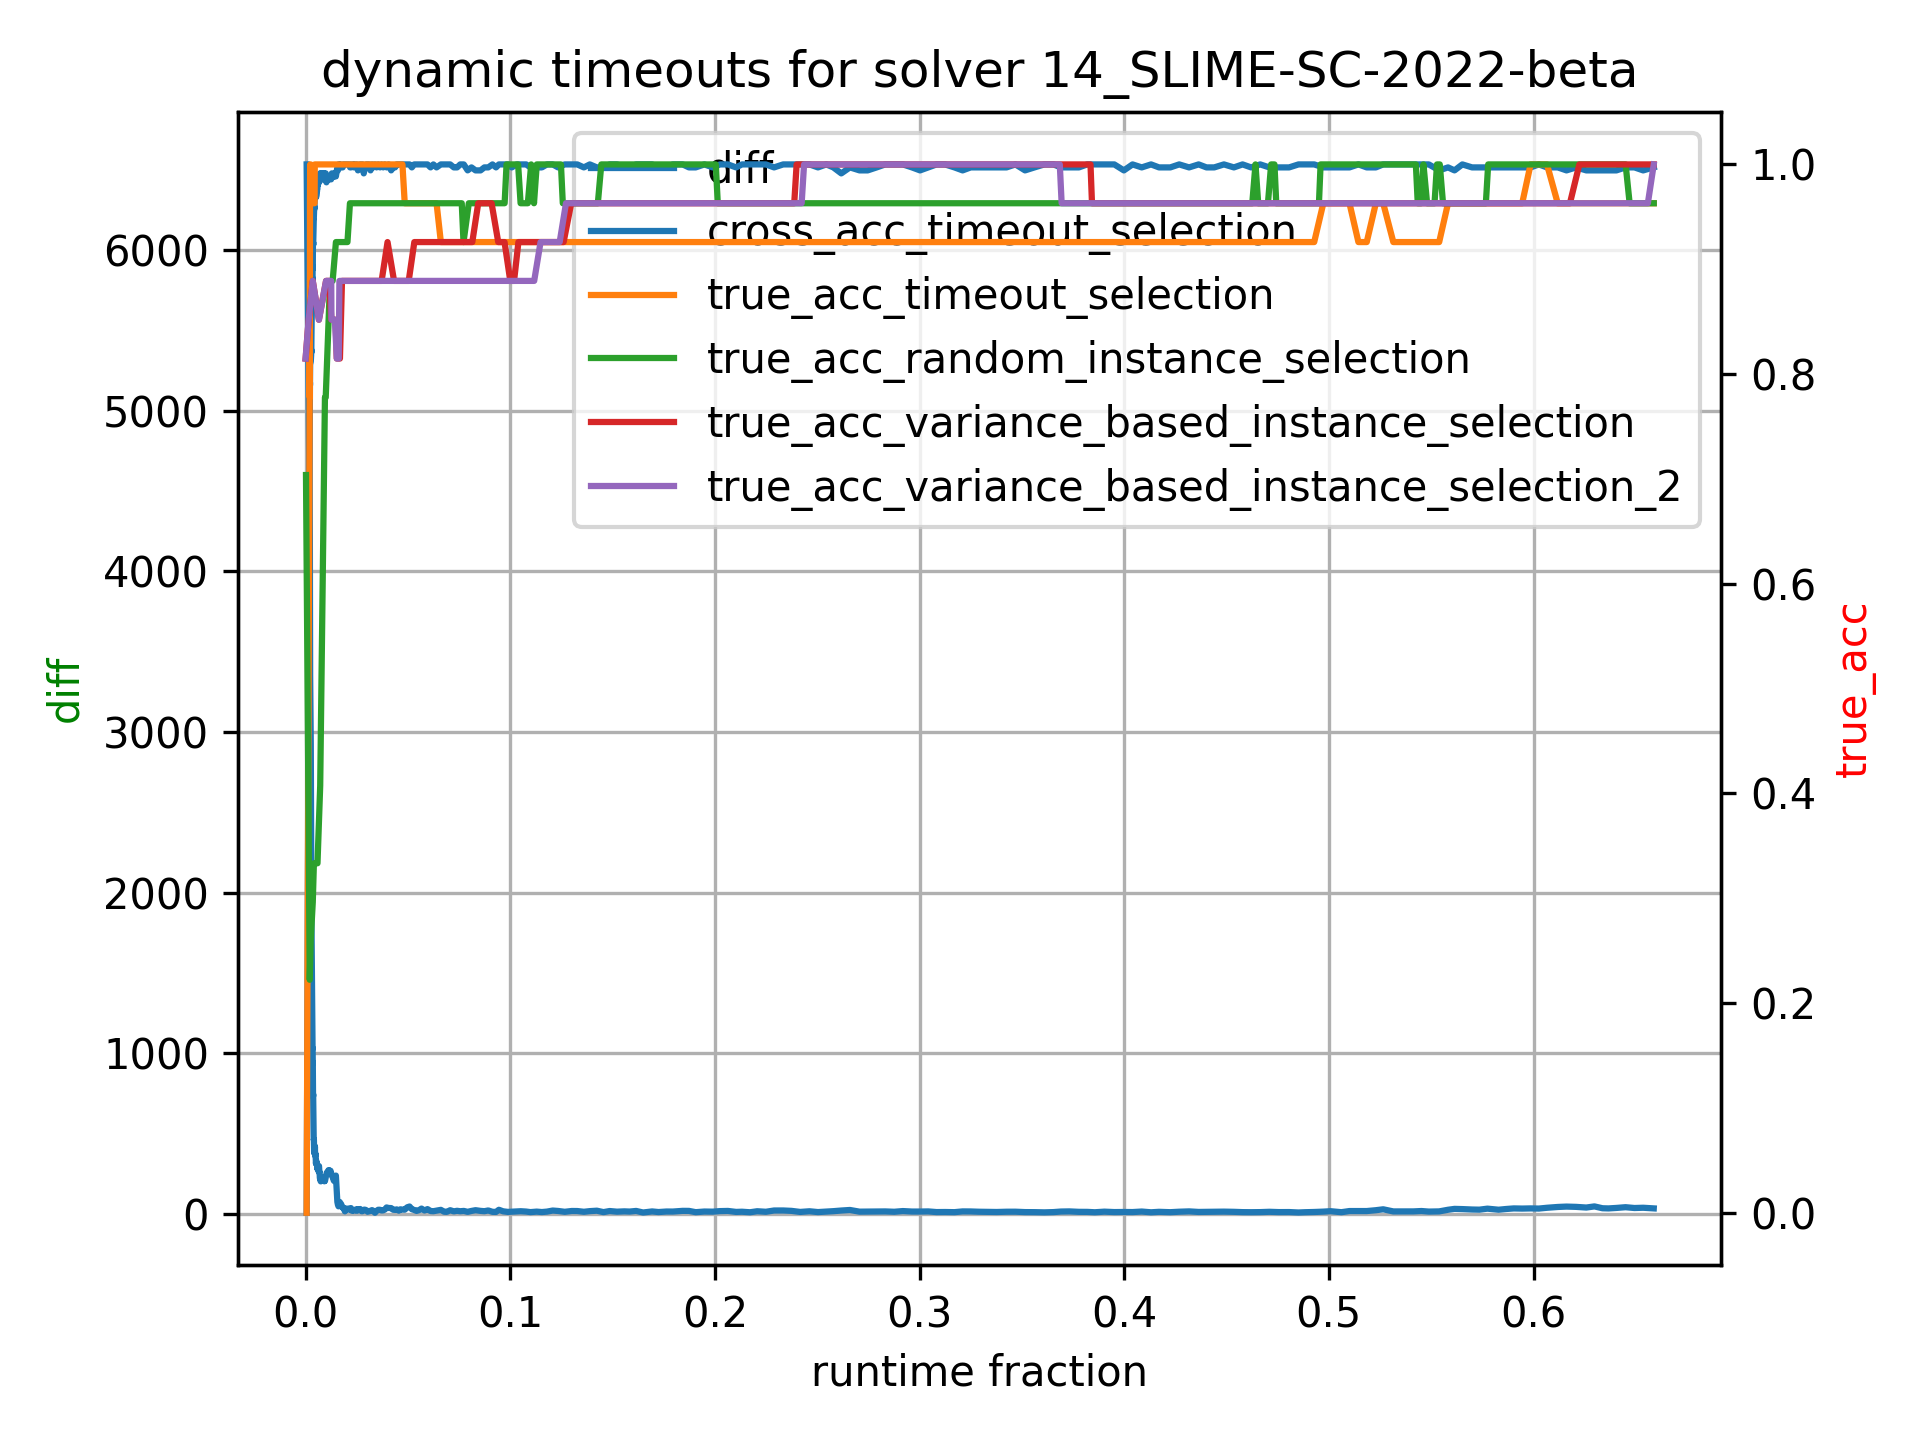 dynamic timeouts for solver 14_SLIME-SC-2022-beta
diff
cross_acc_timeout_selection
true_acc_timeout_selection
true_acc_random_instance_selection
true_acc_variance_based_instance_selection
true_acc_variance_based_instance_selection_2
6000
5000
4000
3000
2000
1000
0
diff
1.0
0.8
0.6
0.4
0.2
0.0
true_acc
0.0 0.1 0.2 0.3 0.4 0.5 0.6
runtime fraction